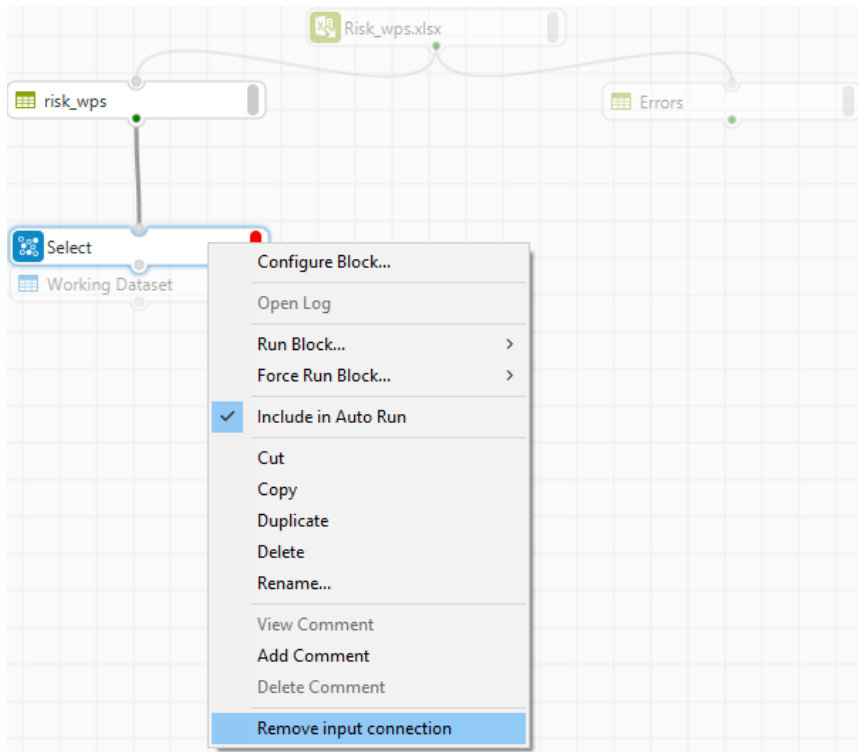 Risk_wps.xlsx
risk_wps
Errors
Select
Working Dataset
Configure Block...
Open Log
Run Block...
Force Run Block...
Include in Auto Run
Cut
Copy
Duplicate
Delete
Rename...
View Comment
Add Comment
Delete Comment
Remove input connection